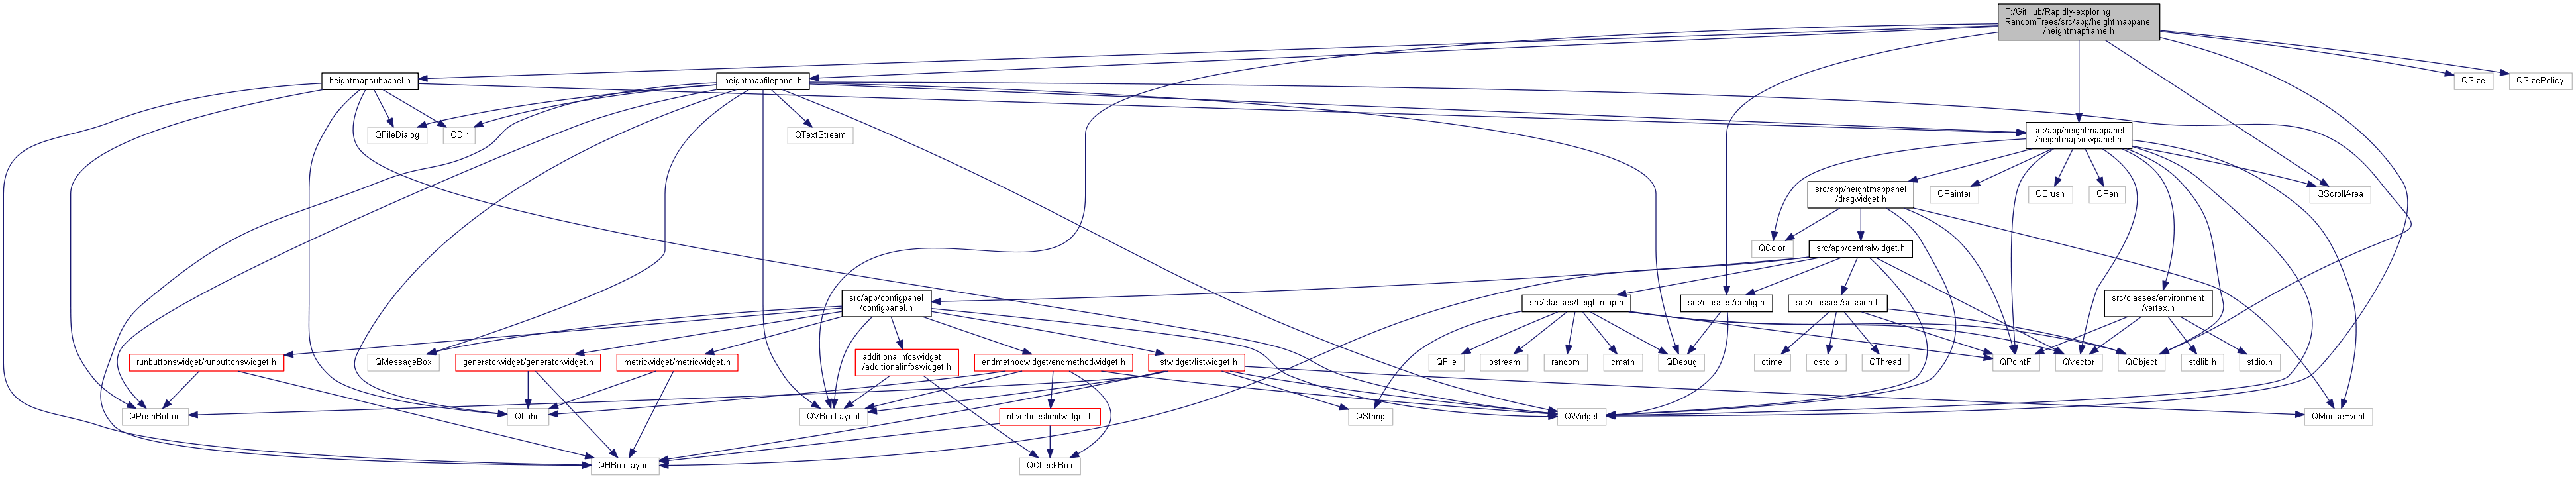 F:/GitHub/Rapidly-exploring
RandomTrees/src/app/heightmappanel
/heightmapframe.h
heightmapsubpanel.h
heightmapfilepanel.h
QSize
QSizePolicy
QFileDialog
QDir
QTextStream
src/app/heightmappanel
/heightmapviewpanel.h
src/app/heightmappanel
/dragwidget.h
QPainter
QBrush
QPen
QScrollArea
QColor
src/app/centralwidget.h
src/app/configpanel
/configpanel.h
src/classes/heightmap.h
src/classes/config.h
src/classes/session.h
src/classes/environment
/vertex.h
runbuttonswidget/runbuttonswidget.h
QMessageBox
generatorwidget/generatorwidget.h
metricwidget/metricwidget.h
additionalinfoswidget
/additionalinfoswidget.h
endmethodwidget/endmethodwidget.h
listwidget/listwidget.h
QFile
iostream
random
cmath
QDebug
ctime
cstdlib
QThread
QPointF
QVector
QObject
stdlib.h
stdio.h
QPushButton
QLabel
QVBoxLayout
nbverticeslimitwidget.h
QString
QWidget
QMouseEvent
QHBoxLayout
QCheckBox